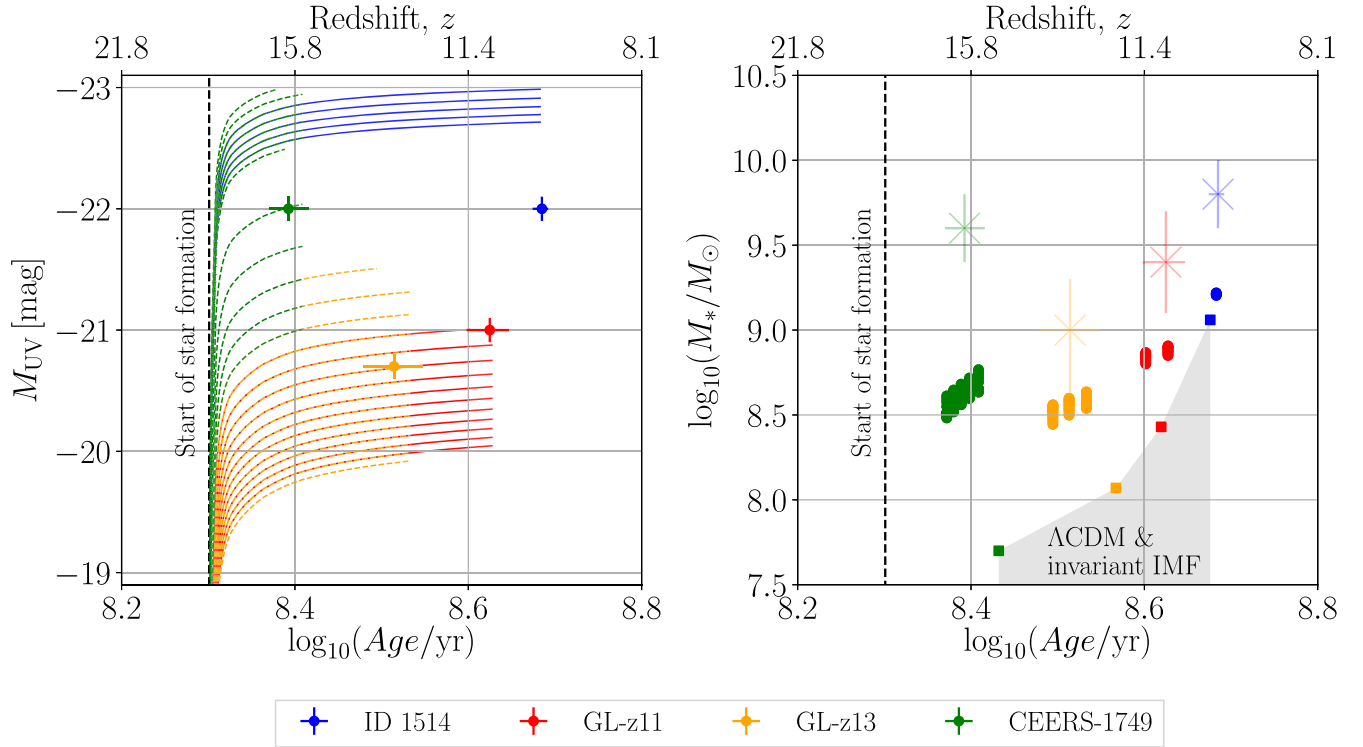 Redshift, z
21.8 15.8 11.4 8.1
−23
−22
−21
−20
−19
M_UV [mag]
Start of star formation
8.2 8.4 8.6 8.8
log₁₀(Age/yr)
Redshift, z
21.8 15.8 11.4 8.1
10.5
10.0
9.5
9.0
8.5
8.0
7.5
log₁₀(M_*/M_⊙)
Start of star formation
ΛCDM &
invariant IMF
8.2 8.4 8.6 8.8
log₁₀(Age/yr)
ID 1514 GL-z11 GL-z13 CEERS-1749